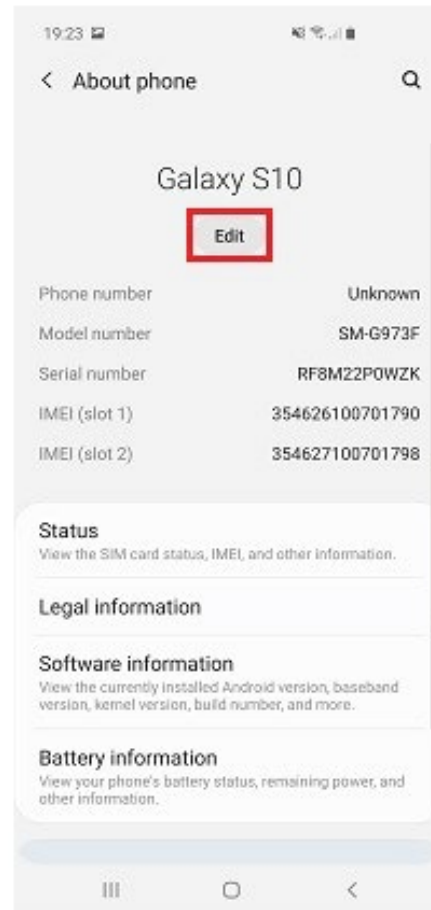 19:23
About phone
Galaxy S10
Edit
Phone number Unknown
Model number SM-G973F
Serial number RF8M22P0WZK
IMEI (slot 1) 354626100701790
IMEI (slot 2) 354627100701798
Status
View the SIM card status, IMEI, and other information.
Legal information
Software information
View the currently installed Android version, baseband
version, kernel version, build number, and more.
Battery information
View your phone's battery status, remaining power, and
other information.